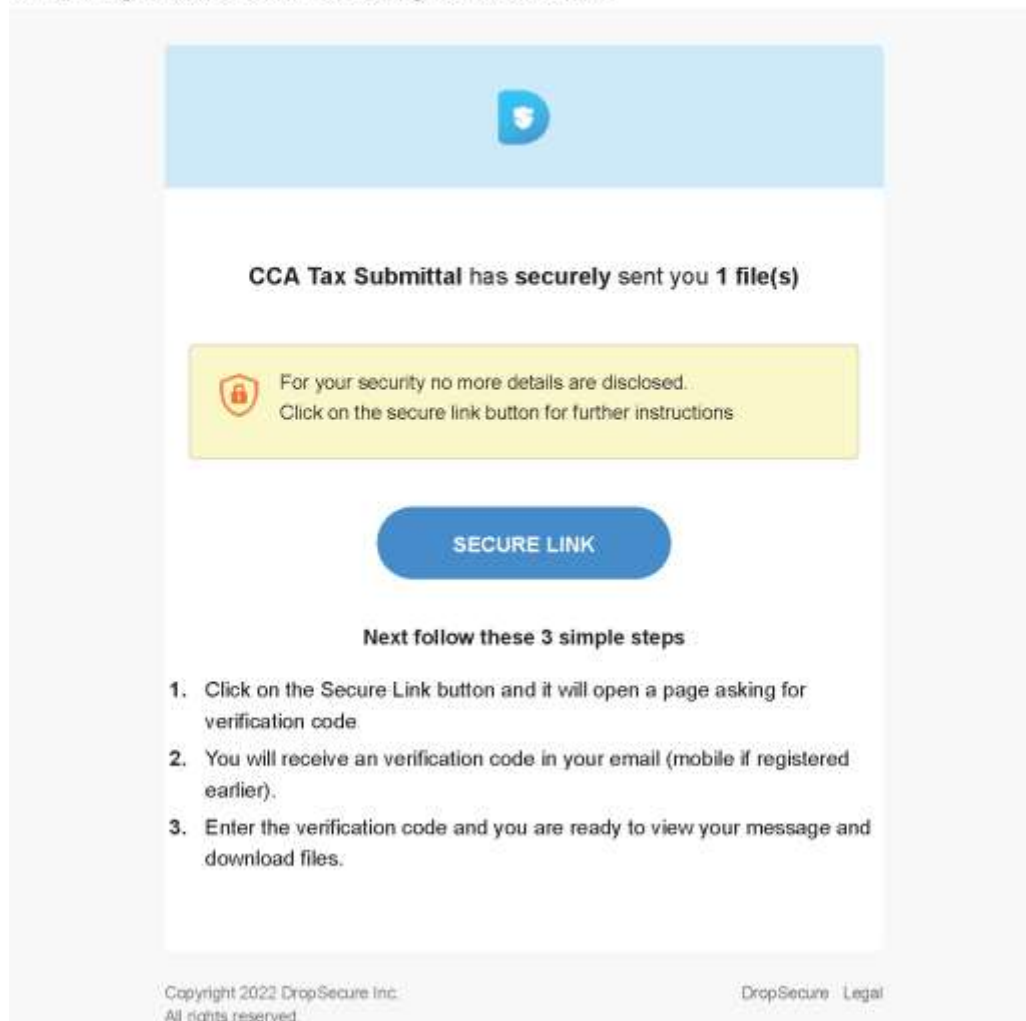 CCA Tax Submittal has securely sent you 1 file(s)
For your security no more details are disclosed.
Click on the secure link button for further instructions
SECURE LINK
Next follow these 3 simple steps
1. Click on the Secure Link button and it will open a page asking for
verification code
2. You will receive an verification code in your email (mobile if registered
earlier).
3. Enter the verification code and you are ready to view your message and
download files.
Copyright 2022 DropSecure Inc. DropSecure Legal
All rights reserved.